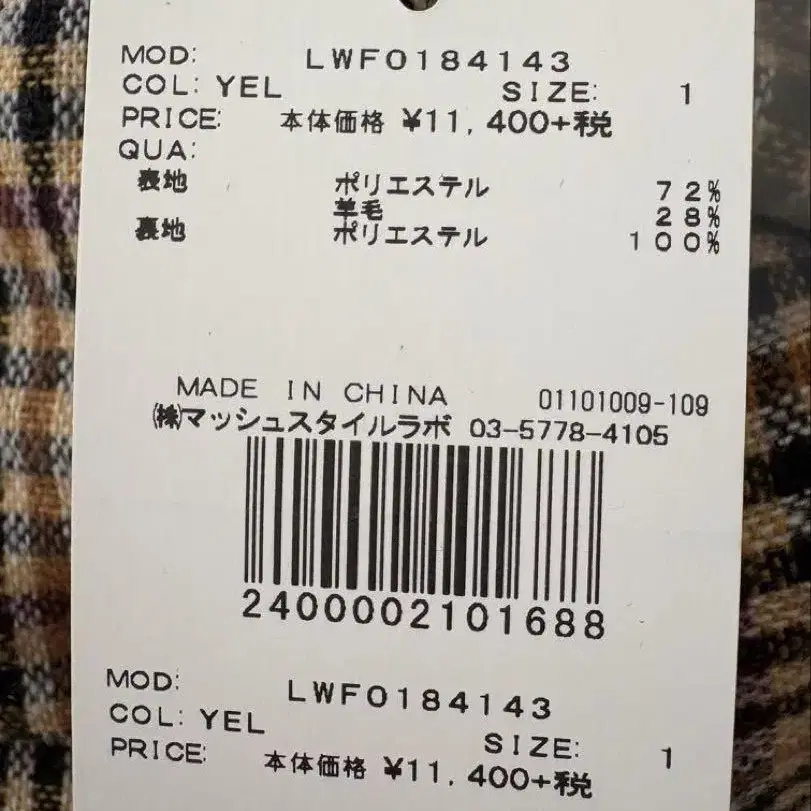 MOD: LWF0184143
COL: YEL SIZE: 1
PRICE: 本体価格 ¥11,400+税
QUA:
表地 ポリエステル 72%
羊毛 28%
裏地 ポリエステル 100%
MADE IN CHINA 01101009-109
㈱マッシュスタイルラボ 03-5778-4105
2400002101688
MOD: LWF0184143
COL: YEL SIZE: 1
PRICE: 本体価格 ¥11,400+税